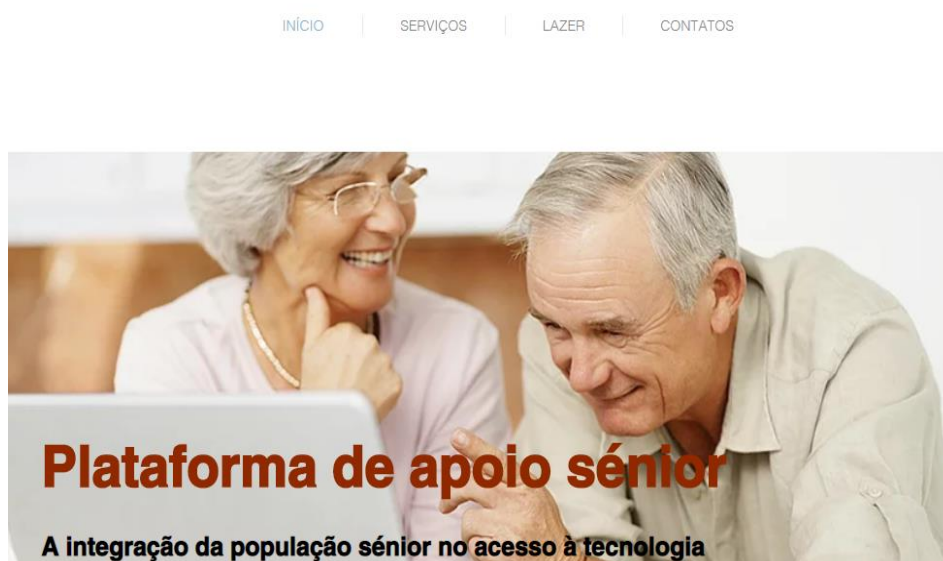 INÍCIO SERVIÇOS LAZER CONTATOS
Plataforma de apoio sénior
A integração da população sénior no acesso à tecnologia